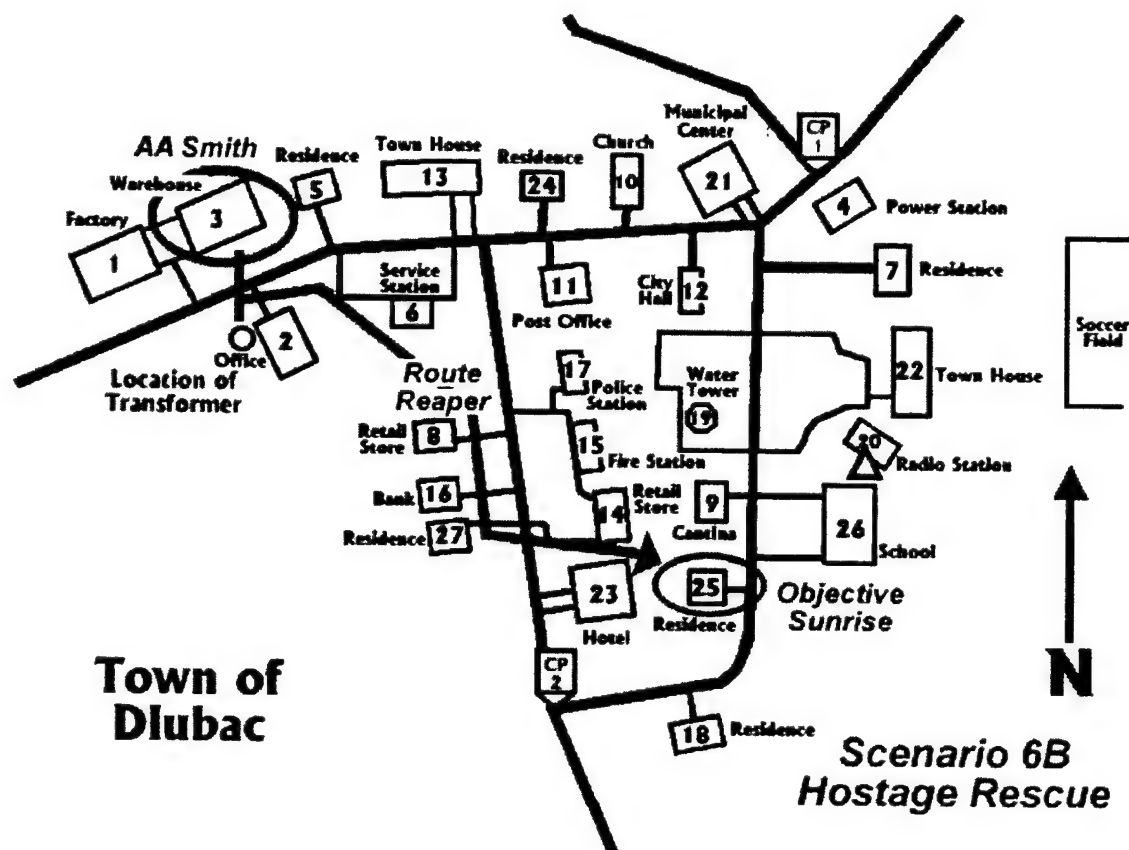 Municipal
Center
CP
1
AA Smith
Residence
Town House
Residence
Church
Warehouse
Factory
5
13
24
10
21
4
Power Station
3
1
Service
Station
6
11
Post Office
City
Hall
12
7
Residence
Soccer
Field
Office
2
Location of
Transformer
Route
Reaper
17
Police
Station
Water
Tower
19
22
Town House
Retail
Store
8
15
Fire Station
20
Radio Station
Bank
16
14
Retail
Store
9
Cantina
26
School
Residence
27
23
Hotel
25
Residence
Objective
Sunrise
N
Town of
Dlubac
CP
2
18
Residence
Scenario 6B
Hostage Rescue